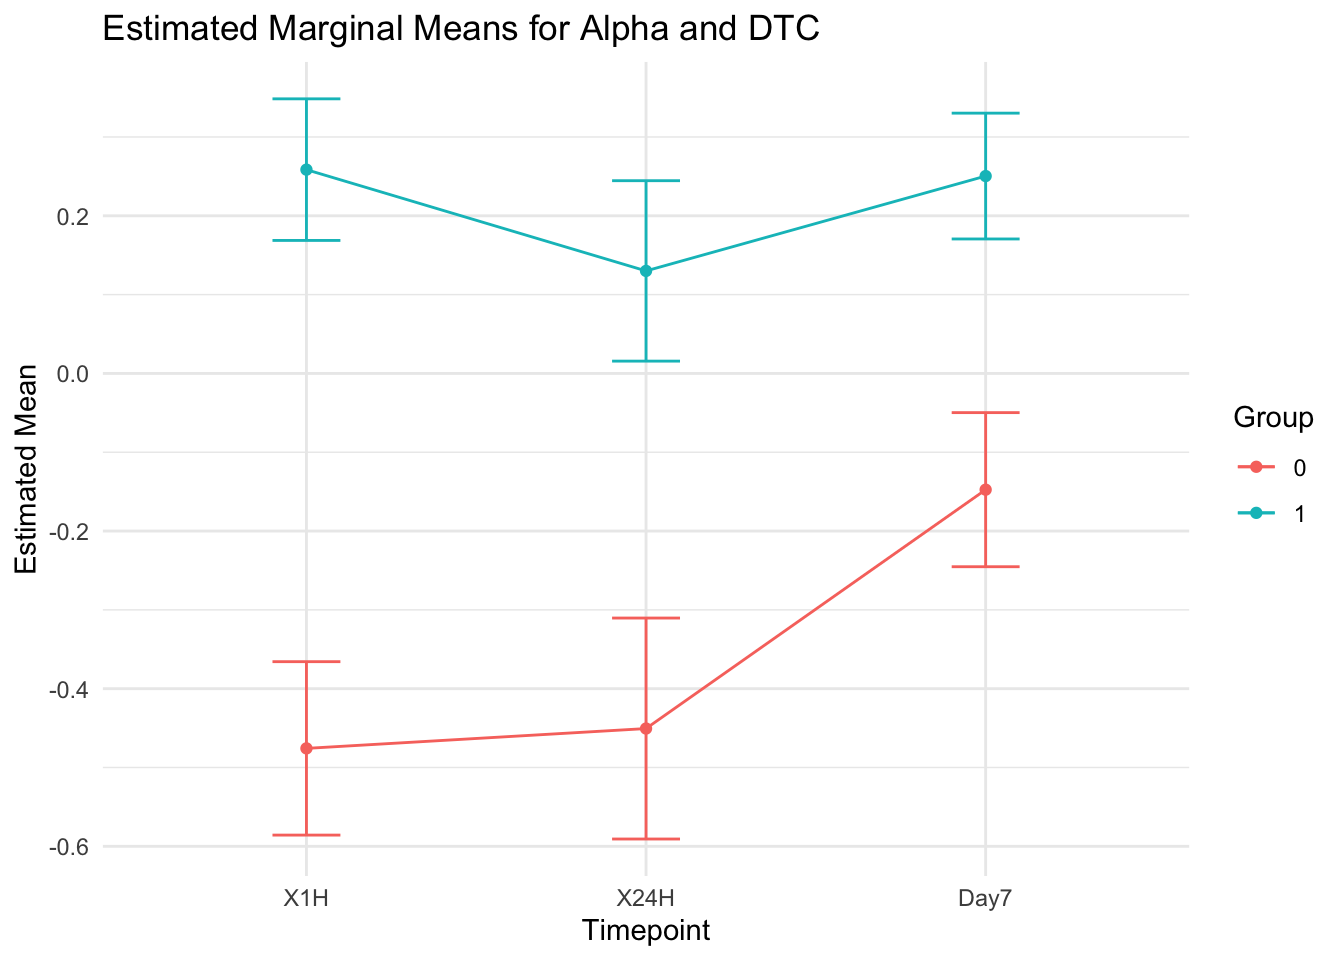 Estimated Marginal Means for Alpha and DTC
Estimated Mean
0.2
0.0
-0.2
-0.4
-0.6
X1H X24H Day7
Timepoint
Group
0
1